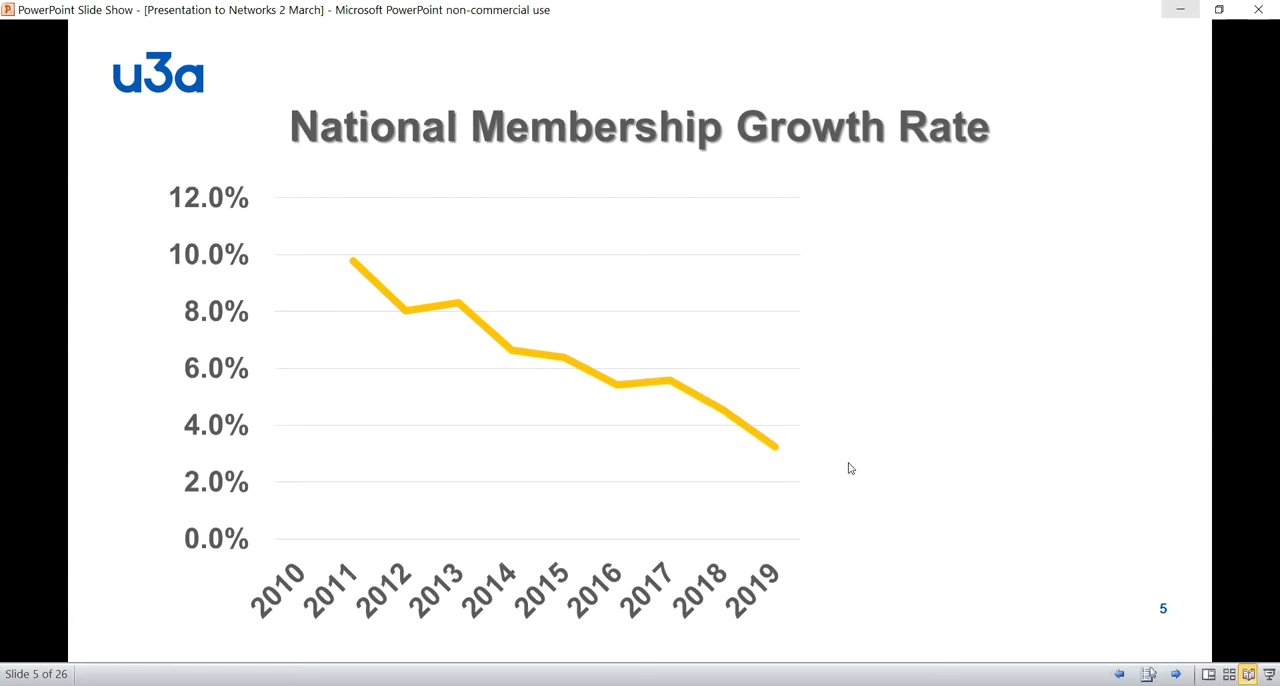 PowerPoint Slide Show - [Presentation to Networks 2 March] - Microsoft PowerPoint non-commercial use
u3a
National Membership Growth Rate
12.0%
10.0%
8.0%
6.0%
4.0%
2.0%
0.0%
2010 2011 2012 2013 2014 2015 2016 2017 2018 2019
5
Slide 5 of 26